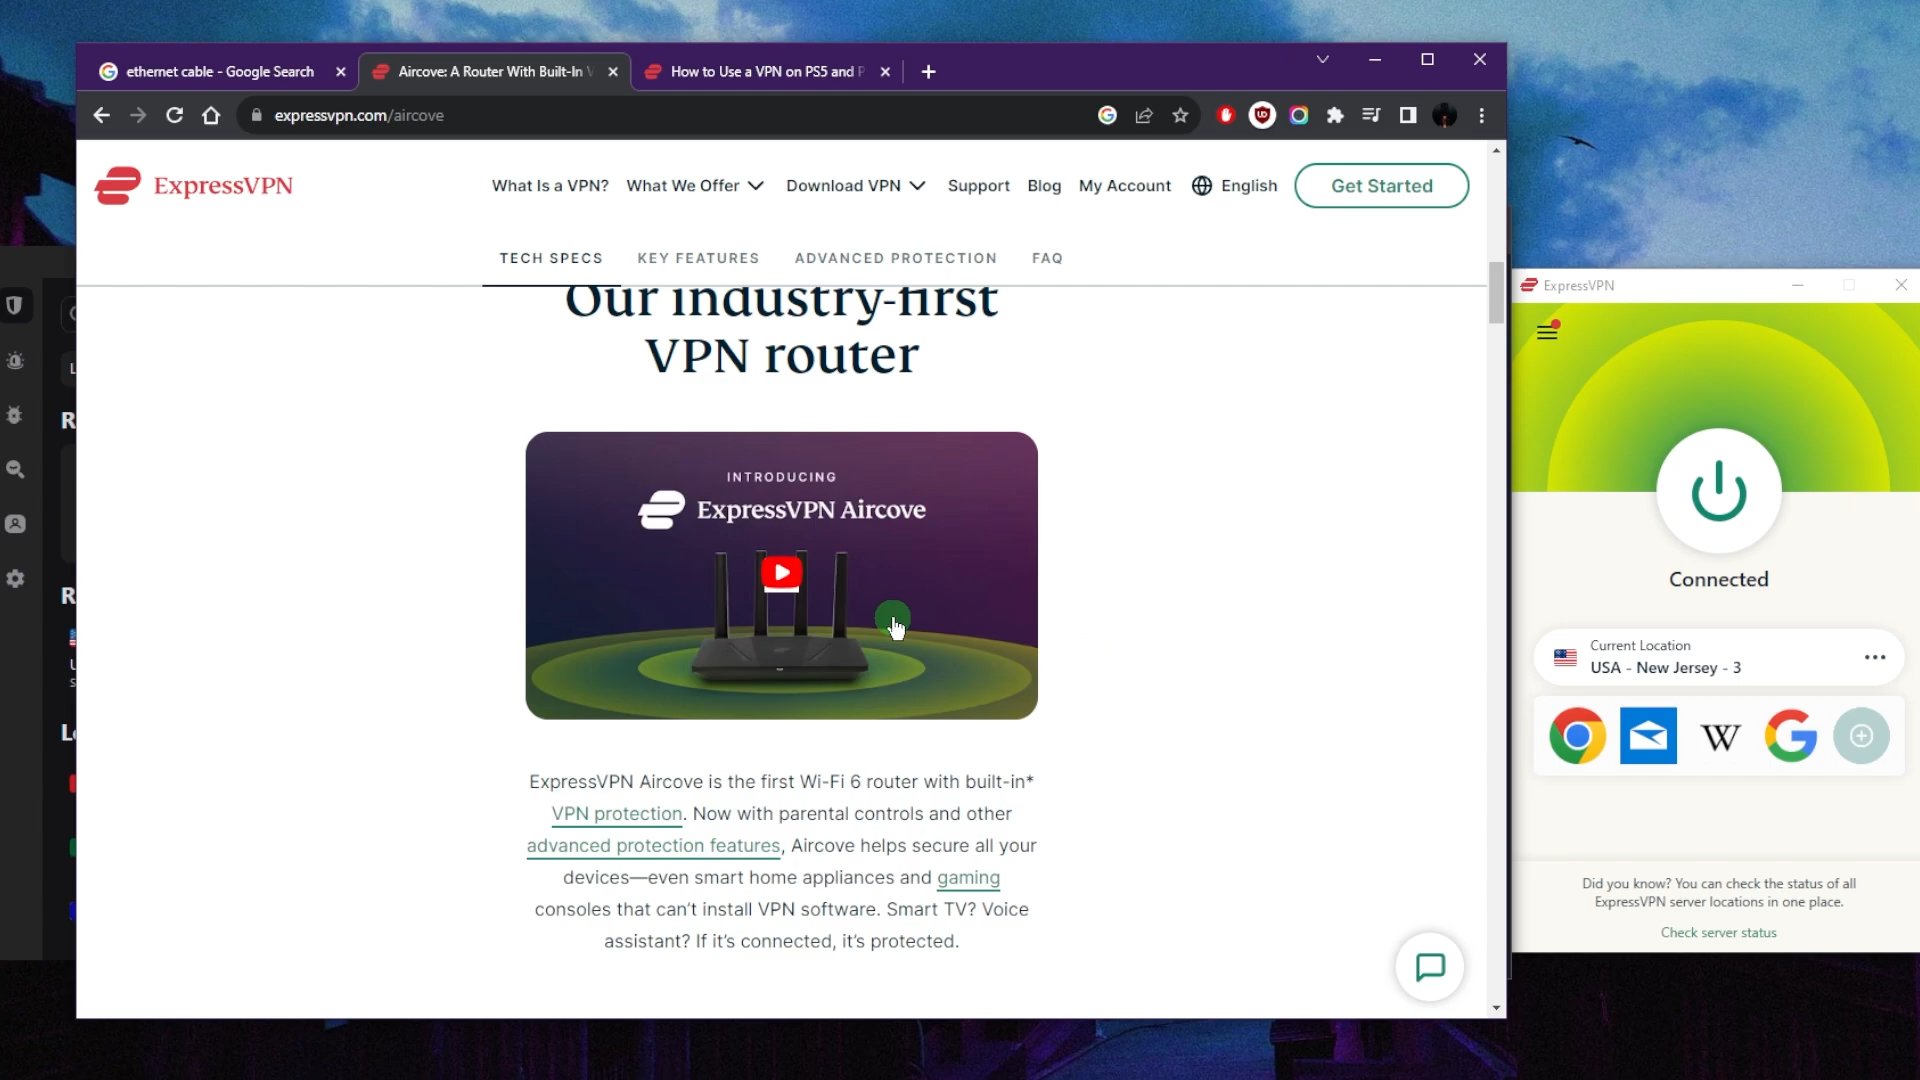 ethernet cable - Google Search
Aircove: A Router With Built-In V
How to Use a VPN on PS5 and P
expressvpn.com/aircove
ExpressVPN
What Is a VPN?
What We Offer
Download VPN
Support
Blog
My Account
English
Get Started
TECH SPECS
KEY FEATURES
ADVANCED PROTECTION
FAQ
Our industry-first
VPN router
INTRODUCING
ExpressVPN Aircove
ExpressVPN Aircove is the first Wi-Fi 6 router with built-in*
VPN protection. Now with parental controls and other
advanced protection features, Aircove helps secure all your
devices—even smart home appliances and gaming
consoles that can't install VPN software. Smart TV? Voice
assistant? If it's connected, it's protected.
ExpressVPN
Connected
Current Location
USA - New Jersey - 3
W
Did you know? You can check the status of all
ExpressVPN server locations in one place.
Check server status